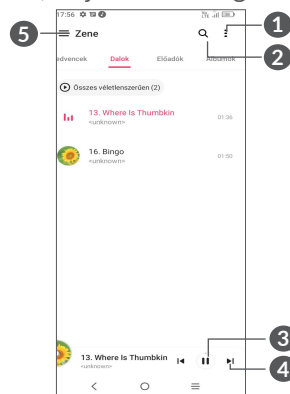 17:56
1
5
Zene
2
edvencek Dalok Előadók Albumok
Összes véletlenszerűen (2)
13. Where Is Thumbkin
<unknown>
01:36
16. Bingo
<unknown>
01:50
3
13. Where Is Thumbkin
<unknown>
4